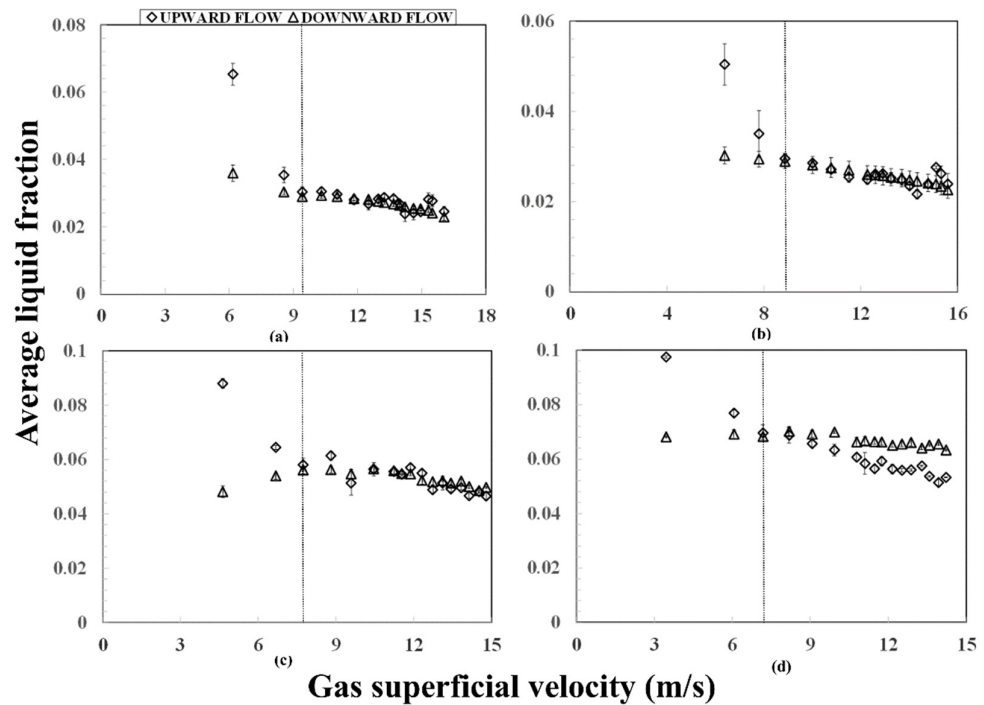 ◇ UPWARD FLOW △ DOWNWARD FLOW
Average liquid fraction
0.08
0.06
0.04
0.02
0
0 3 6 9 12 15 18
(a)
0.06
0.04
0.02
0
0 4 8 12 16
(b)
0.1
0.08
0.06
0.04
0.02
0
0 3 6 9 12 15
(c)
0.1
0.08
0.06
0.04
0.02
0
0 3 6 9 12 15
(d)
Gas superficial velocity (m/s)